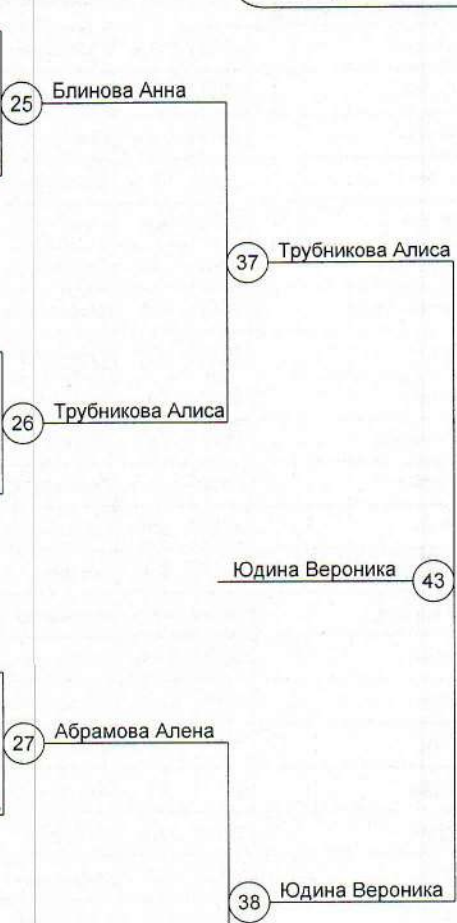 25 Блинова Анна
37 Трубникова Алиса
26 Трубникова Алиса
Юдина Вероника 43
27 Абрамова Алена
38 Юдина Вероника